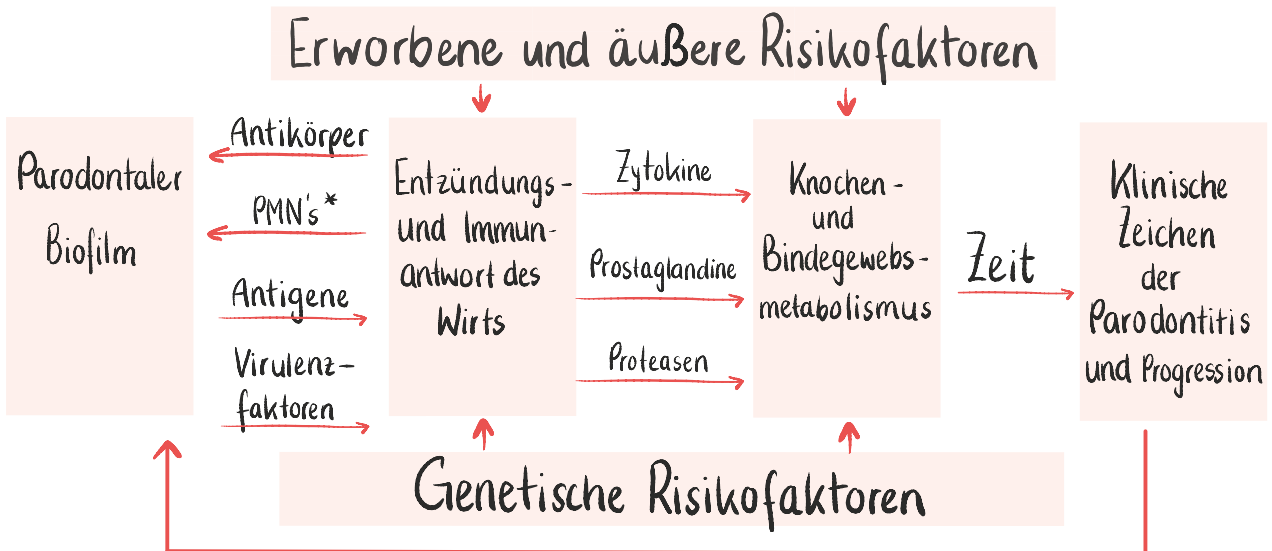 Erworbene und äußere Risikofaktoren
Parodontaler
Biofilm
Antikörper
PMN's*
Antigene
Virulenz-
faktoren
Entzündungs-
und Immun-
antwort des
Wirts
Zytokine
Prostaglandine
Proteasen
Knochen-
und
Bindegewebs-
metabolismus
Zeit
Klinische
Zeichen
der
Parodontitis
und Progression
Genetische Risikofaktoren